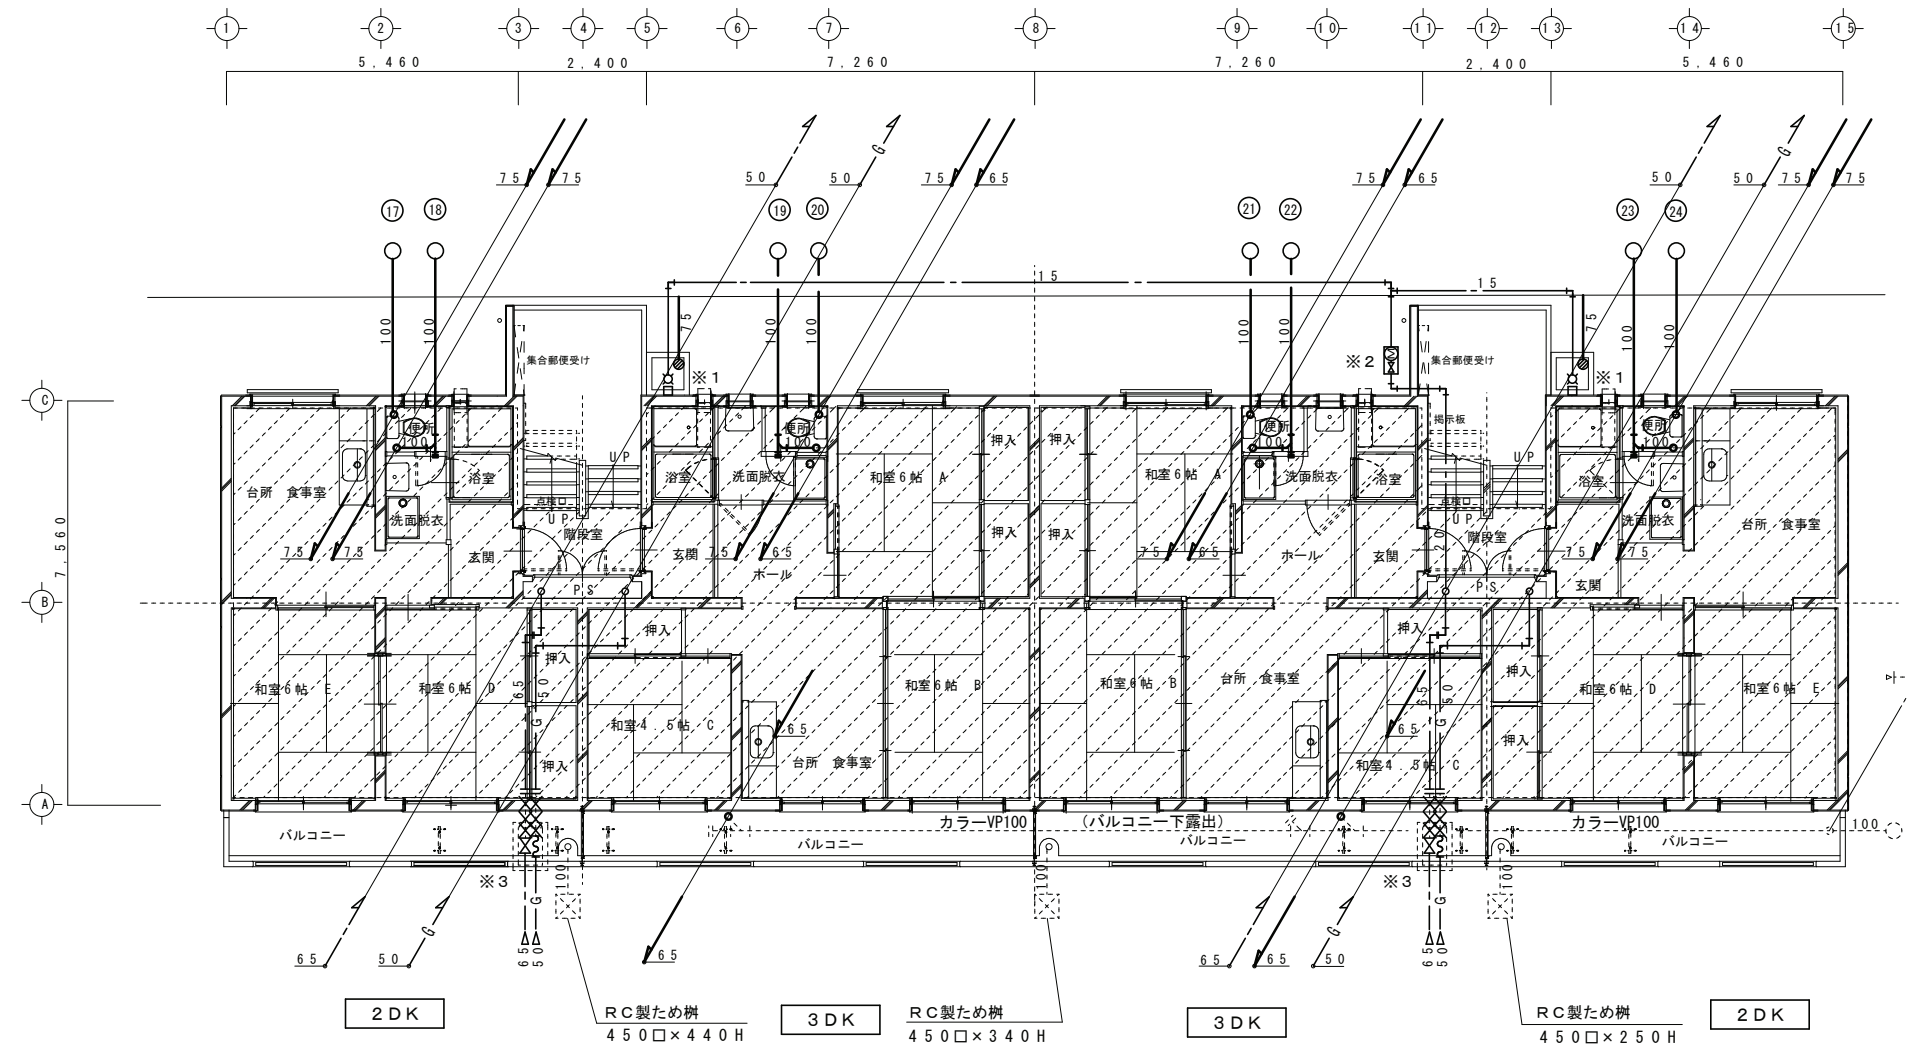 1 2 3 4 5 6 7 8 9 10 11 12 13 14 15
5,460 2,400 7,260 7,260 2,400 5,460
75 75 50 50 75 65 75 65 50 50 75 75
17 18 19 20 21 22 23 24
G G
15 15
100 100 75 100 100 100 100 75 100 100
集合郵便受け 集合郵便受け
※1 ※2 ※1
C
掲示板
便所 便所 便所 便所
100 100 100 100
UP UP
押入 押入
浴室 浴室 洗面脱衣 和室6帖 A 和室6帖 A 洗面脱衣 浴室 浴室
台所 食事室
点検口 点検口
UP UP
洗面脱衣 洗面脱衣
台所 食事室
押入 押入
階段室 階段室
20
7,560
75 75 玄関 玄関 75 65 75 65 ホール 玄関 75 75
ホール
玄関
PS PS
B
押入 押入
押入 押入
和室6帖 E 和室6帖 D 和室6帖 B 和室6帖 B 台所 食事室 和室6帖 D 和室6帖 E
65 50 65 50
G G
和室4 5帖 C
65 65
押入
押入 台所 食事室 和室4 5帖 C
A
カラーVP100 (バルコニー下露出) カラーVP100
100
バルコニー バルコニー バルコニー バルコニー
※3 ※3
100 100 100
G G G G
65 50 65 50 65 65 50 65 50
2DK 3DK 3DK 2DK
RC製ため桝
450□×440H
RC製ため桝
450□×340H
RC製ため桝
450□×250H